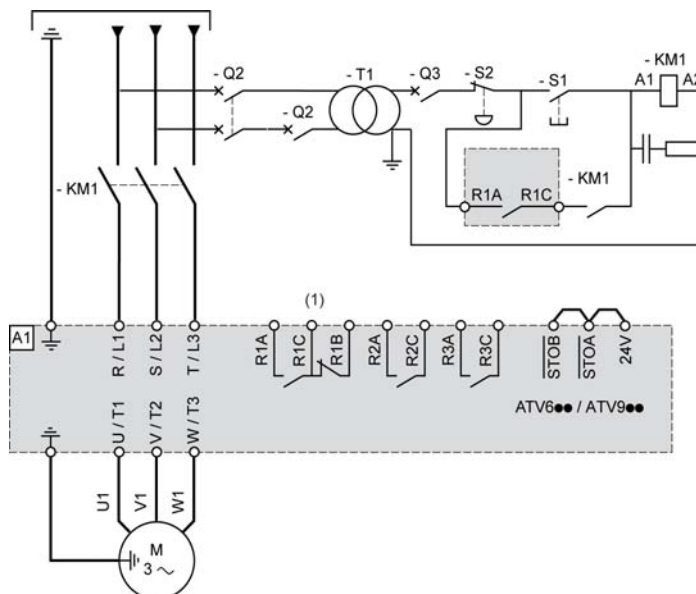 - KM1
- Q2
- T1
- Q3
- S2
- S1
A1
A2
- Q2
- KM1
R1A
R1C
- KM1
(1)
A1
R / L1
S / L2
T / L3
R1A
R1C
R1B
R2A
R2C
R3A
R3C
STOB
STOA
24V
U / T1
V / T2
W / T3
ATV6●● / ATV9●●
U1
V1
W1
M
3 ~